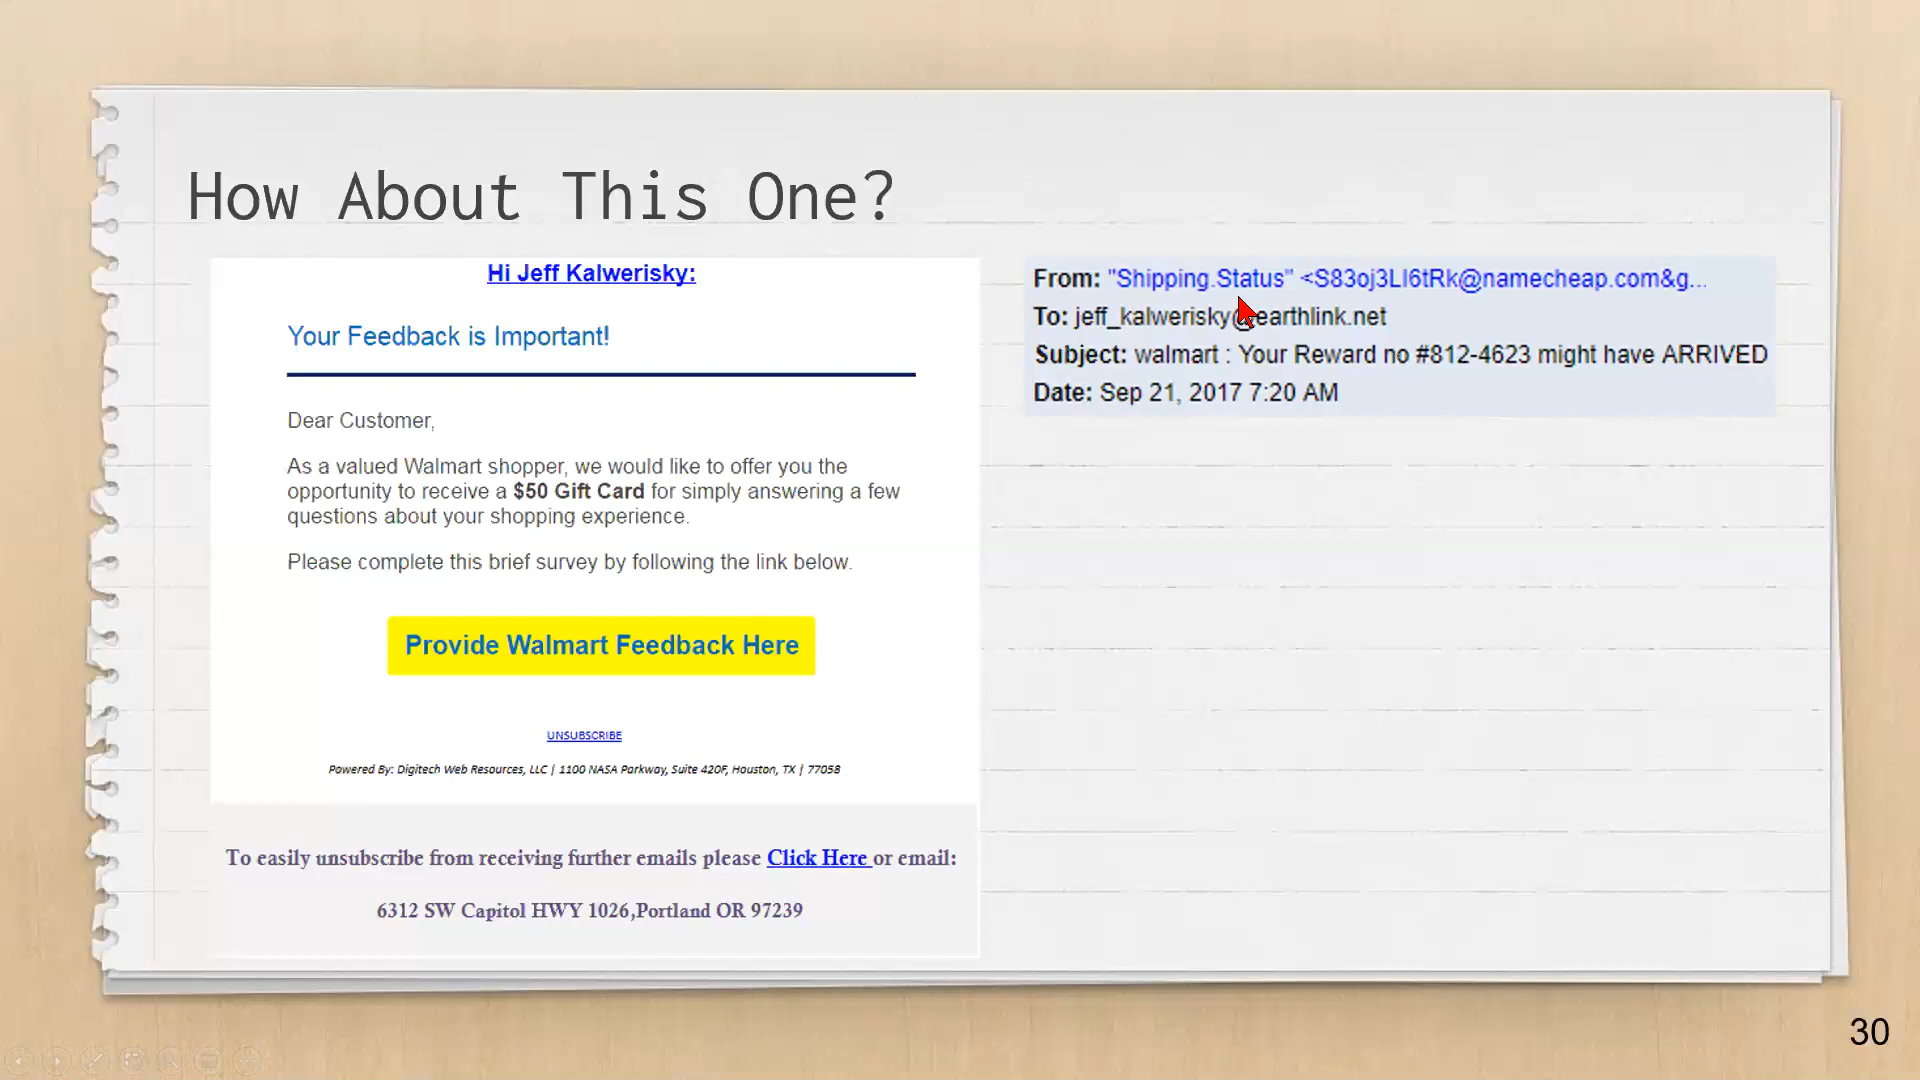 How About This One?
Hi Jeff Kalwerisky:
Your Feedback is Important!
Dear Customer,
As a valued Walmart shopper, we would like to offer you the
opportunity to receive a $50 Gift Card for simply answering a few
questions about your shopping experience.
Please complete this brief survey by following the link below.
Provide Walmart Feedback Here
UNSUBSCRIBE
Powered By: Digitech Web Resources, LLC | 1100 NASA Parkway, Suite 420F, Houston, TX | 77058
To easily unsubscribe from receiving further emails please Click Here or email:
6312 SW Capitol HWY 1026,Portland OR 97239
From: "Shipping.Status" <S83oj3LI6tRk@namecheap.com&g...
To: jeff_kalwerisky@earthlink.net
Subject: walmart : Your Reward no #812-4623 might have ARRIVED
Date: Sep 21, 2017 7:20 AM
30